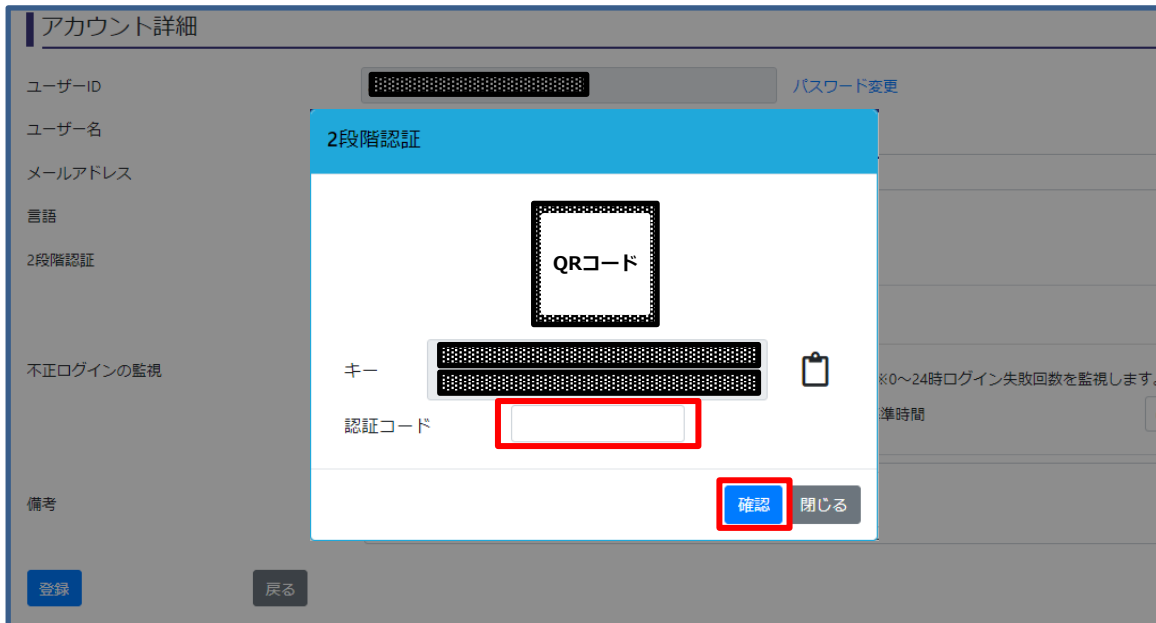 アカウント詳細
ユーザーID
パスワード変更
ユーザー名
メールアドレス
言語
2段階認証
不正ログインの監視
※0～24時ログイン失敗回数を監視します。
準時間
備考
登録
戻る
2段階認証
QRコード
キー
認証コード
確認
閉じる